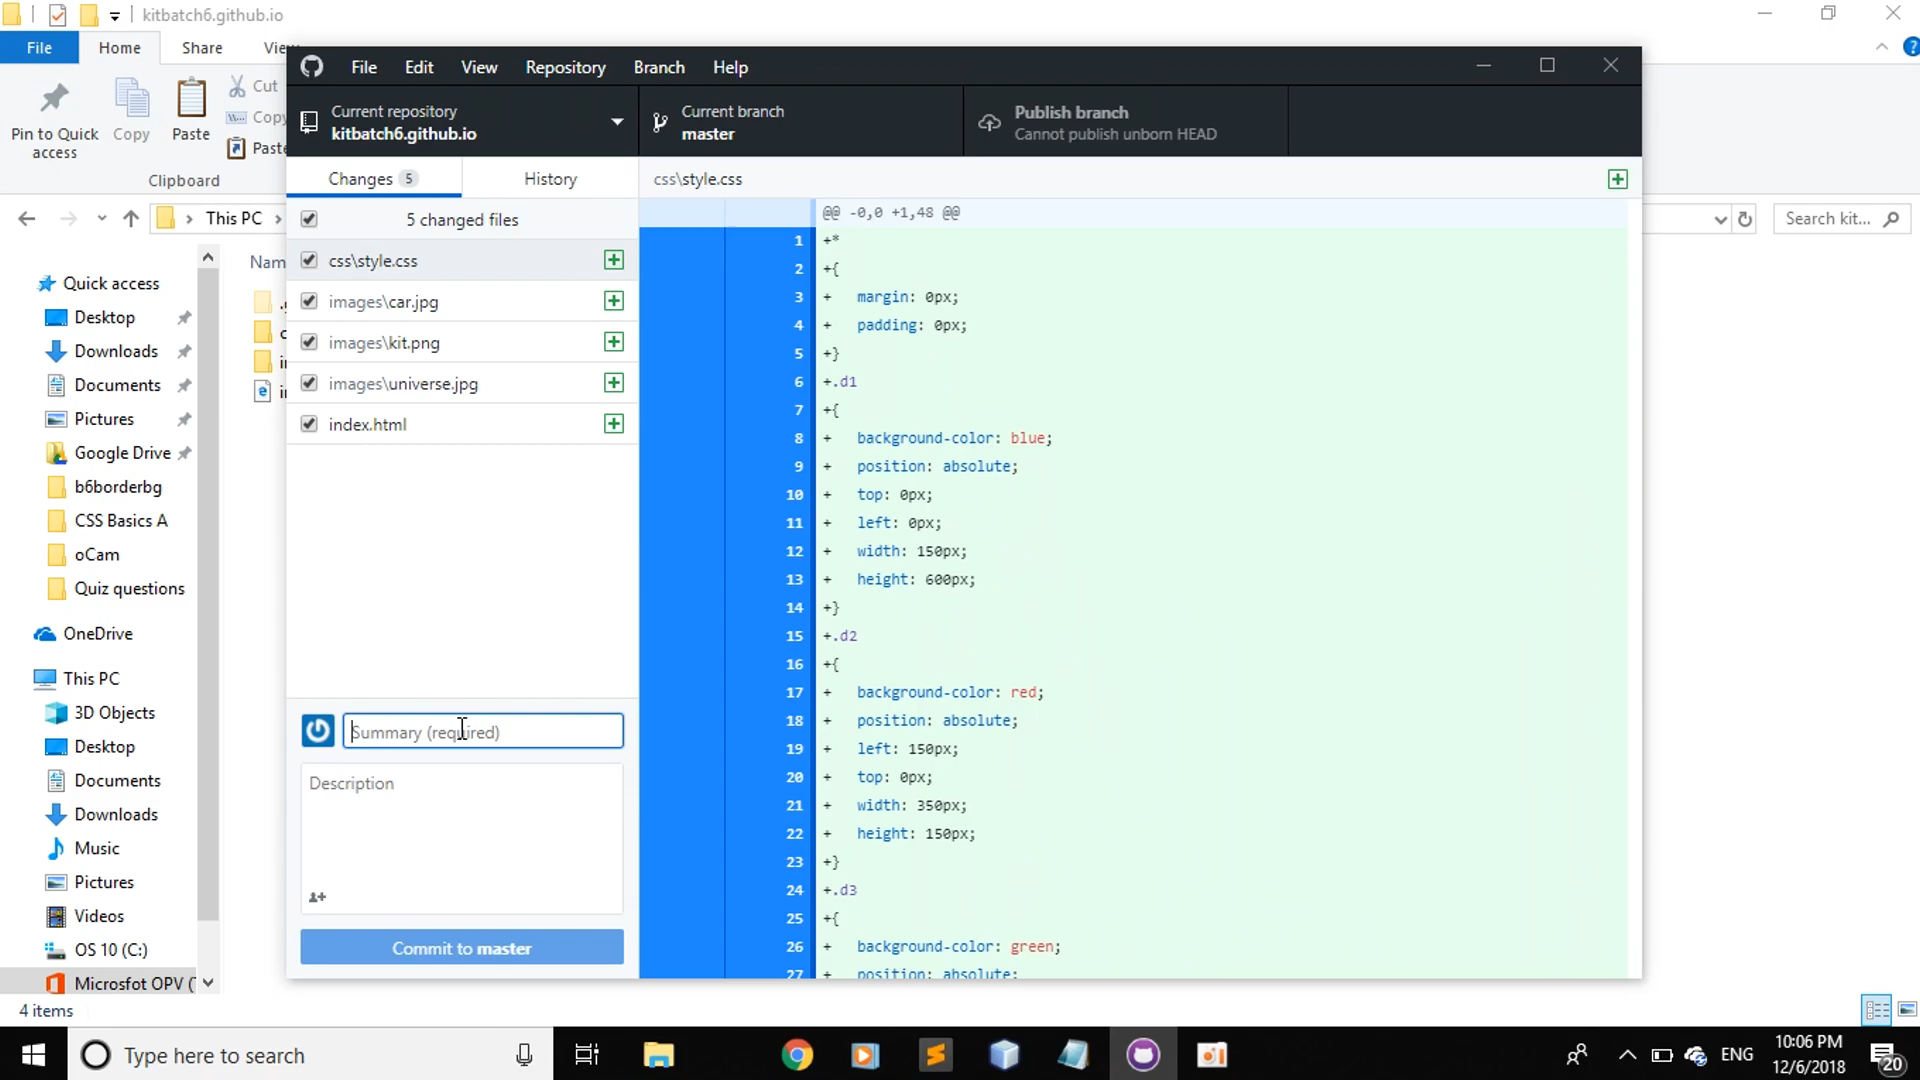 kitbatch6.github.io
File
Home
Share
View
Pin to Quick access
Copy
Paste
Cut
Clipboard
File
Edit
View
Repository
Branch
Help
Current repository
kitbatch6.github.io
Current branch
master
Publish branch
Cannot publish unborn HEAD
Changes 5
History
css\style.css
This PC
Search kit...
5 changed files
css\style.css
images\car.jpg
images\kit.png
images\universe.jpg
index.html
@@ -0,0 +1,48 @@
1 +*
2 +{
3 + margin: 0px;
4 + padding: 0px;
5 +}
6 +.d1
7 +{
8 + background-color: blue;
9 + position: absolute;
10 + top: 0px;
11 + left: 0px;
12 + width: 150px;
13 + height: 600px;
14 +}
15 +.d2
16 +{
17 + background-color: red;
18 + position: absolute;
19 + left: 150px;
20 + top: 0px;
21 + width: 350px;
22 + height: 150px;
23 +}
24 +.d3
25 +{
26 + background-color: green;
27 + position: absolute;
Quick access
Desktop
Downloads
Documents
Pictures
Google Drive
b6borderbg
CSS Basics A
oCam
Quiz questions
OneDrive
This PC
3D Objects
Desktop
Documents
Downloads
Music
Pictures
Videos
OS 10 (C:)
Microsfot OPV (
Summary (required)
Description
Commit to master
4 items
Type here to search
ENG
10:06 PM
12/6/2018
20